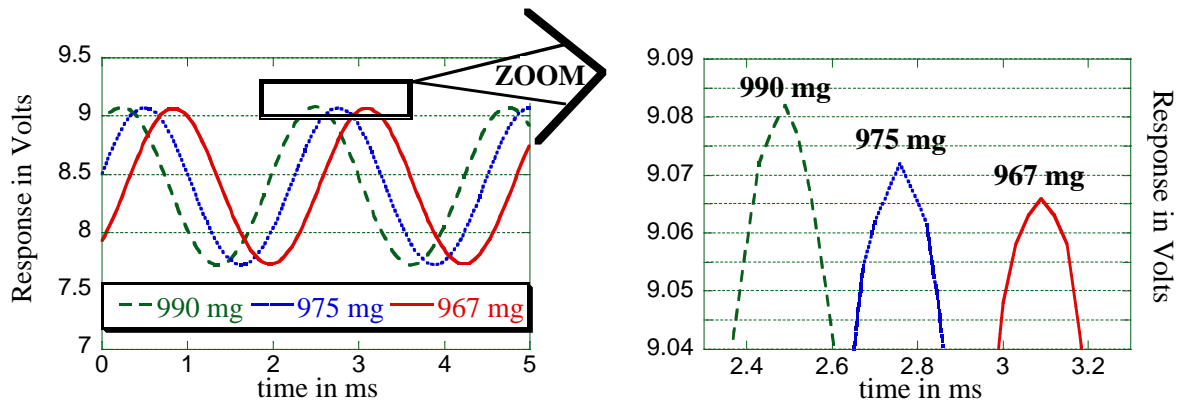 Response in Volts
9.5
9
8.5
8
7.5
7
0 1 2 3 4 5
time in ms
990 mg 975 mg 967 mg
ZOOM
9.09
9.08
9.07
9.06
9.05
9.04
2.4 2.6 2.8 3 3.2
time in ms
990 mg
975 mg
967 mg
Response in Volts